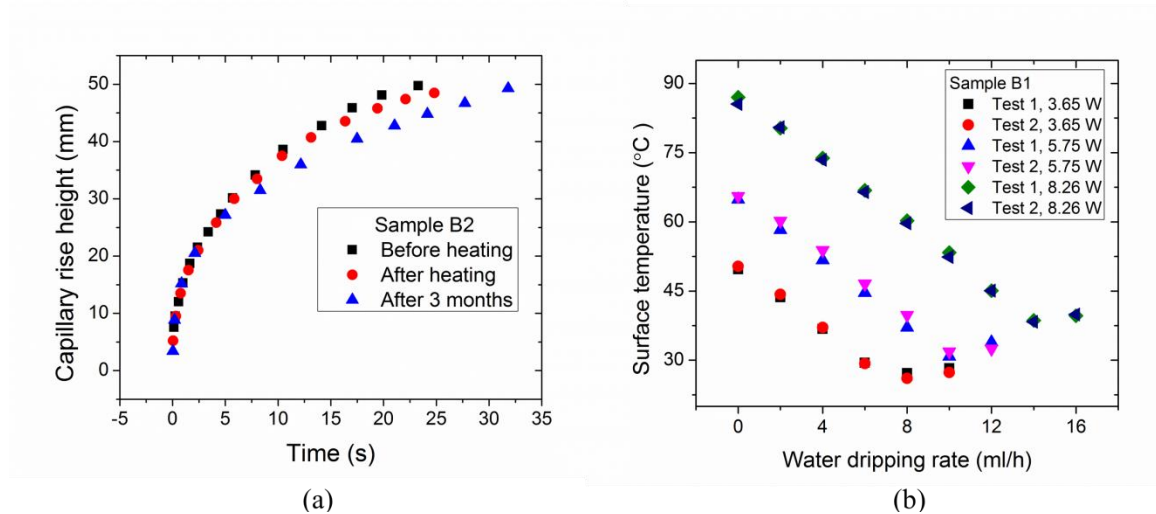 50
40
30
20
10
0
-5 0 5 10 15 20 25 30 35
Capillary rise height (mm)
Time (s)
Sample B2
Before heating
After heating
After 3 months
(a)
90
75
60
45
30
0 4 8 12 16
Surface temperature (°C)
Water dripping rate (ml/h)
Sample B1
Test 1, 3.65 W
Test 2, 3.65 W
Test 1, 5.75 W
Test 2, 5.75 W
Test 1, 8.26 W
Test 2, 8.26 W
(b)